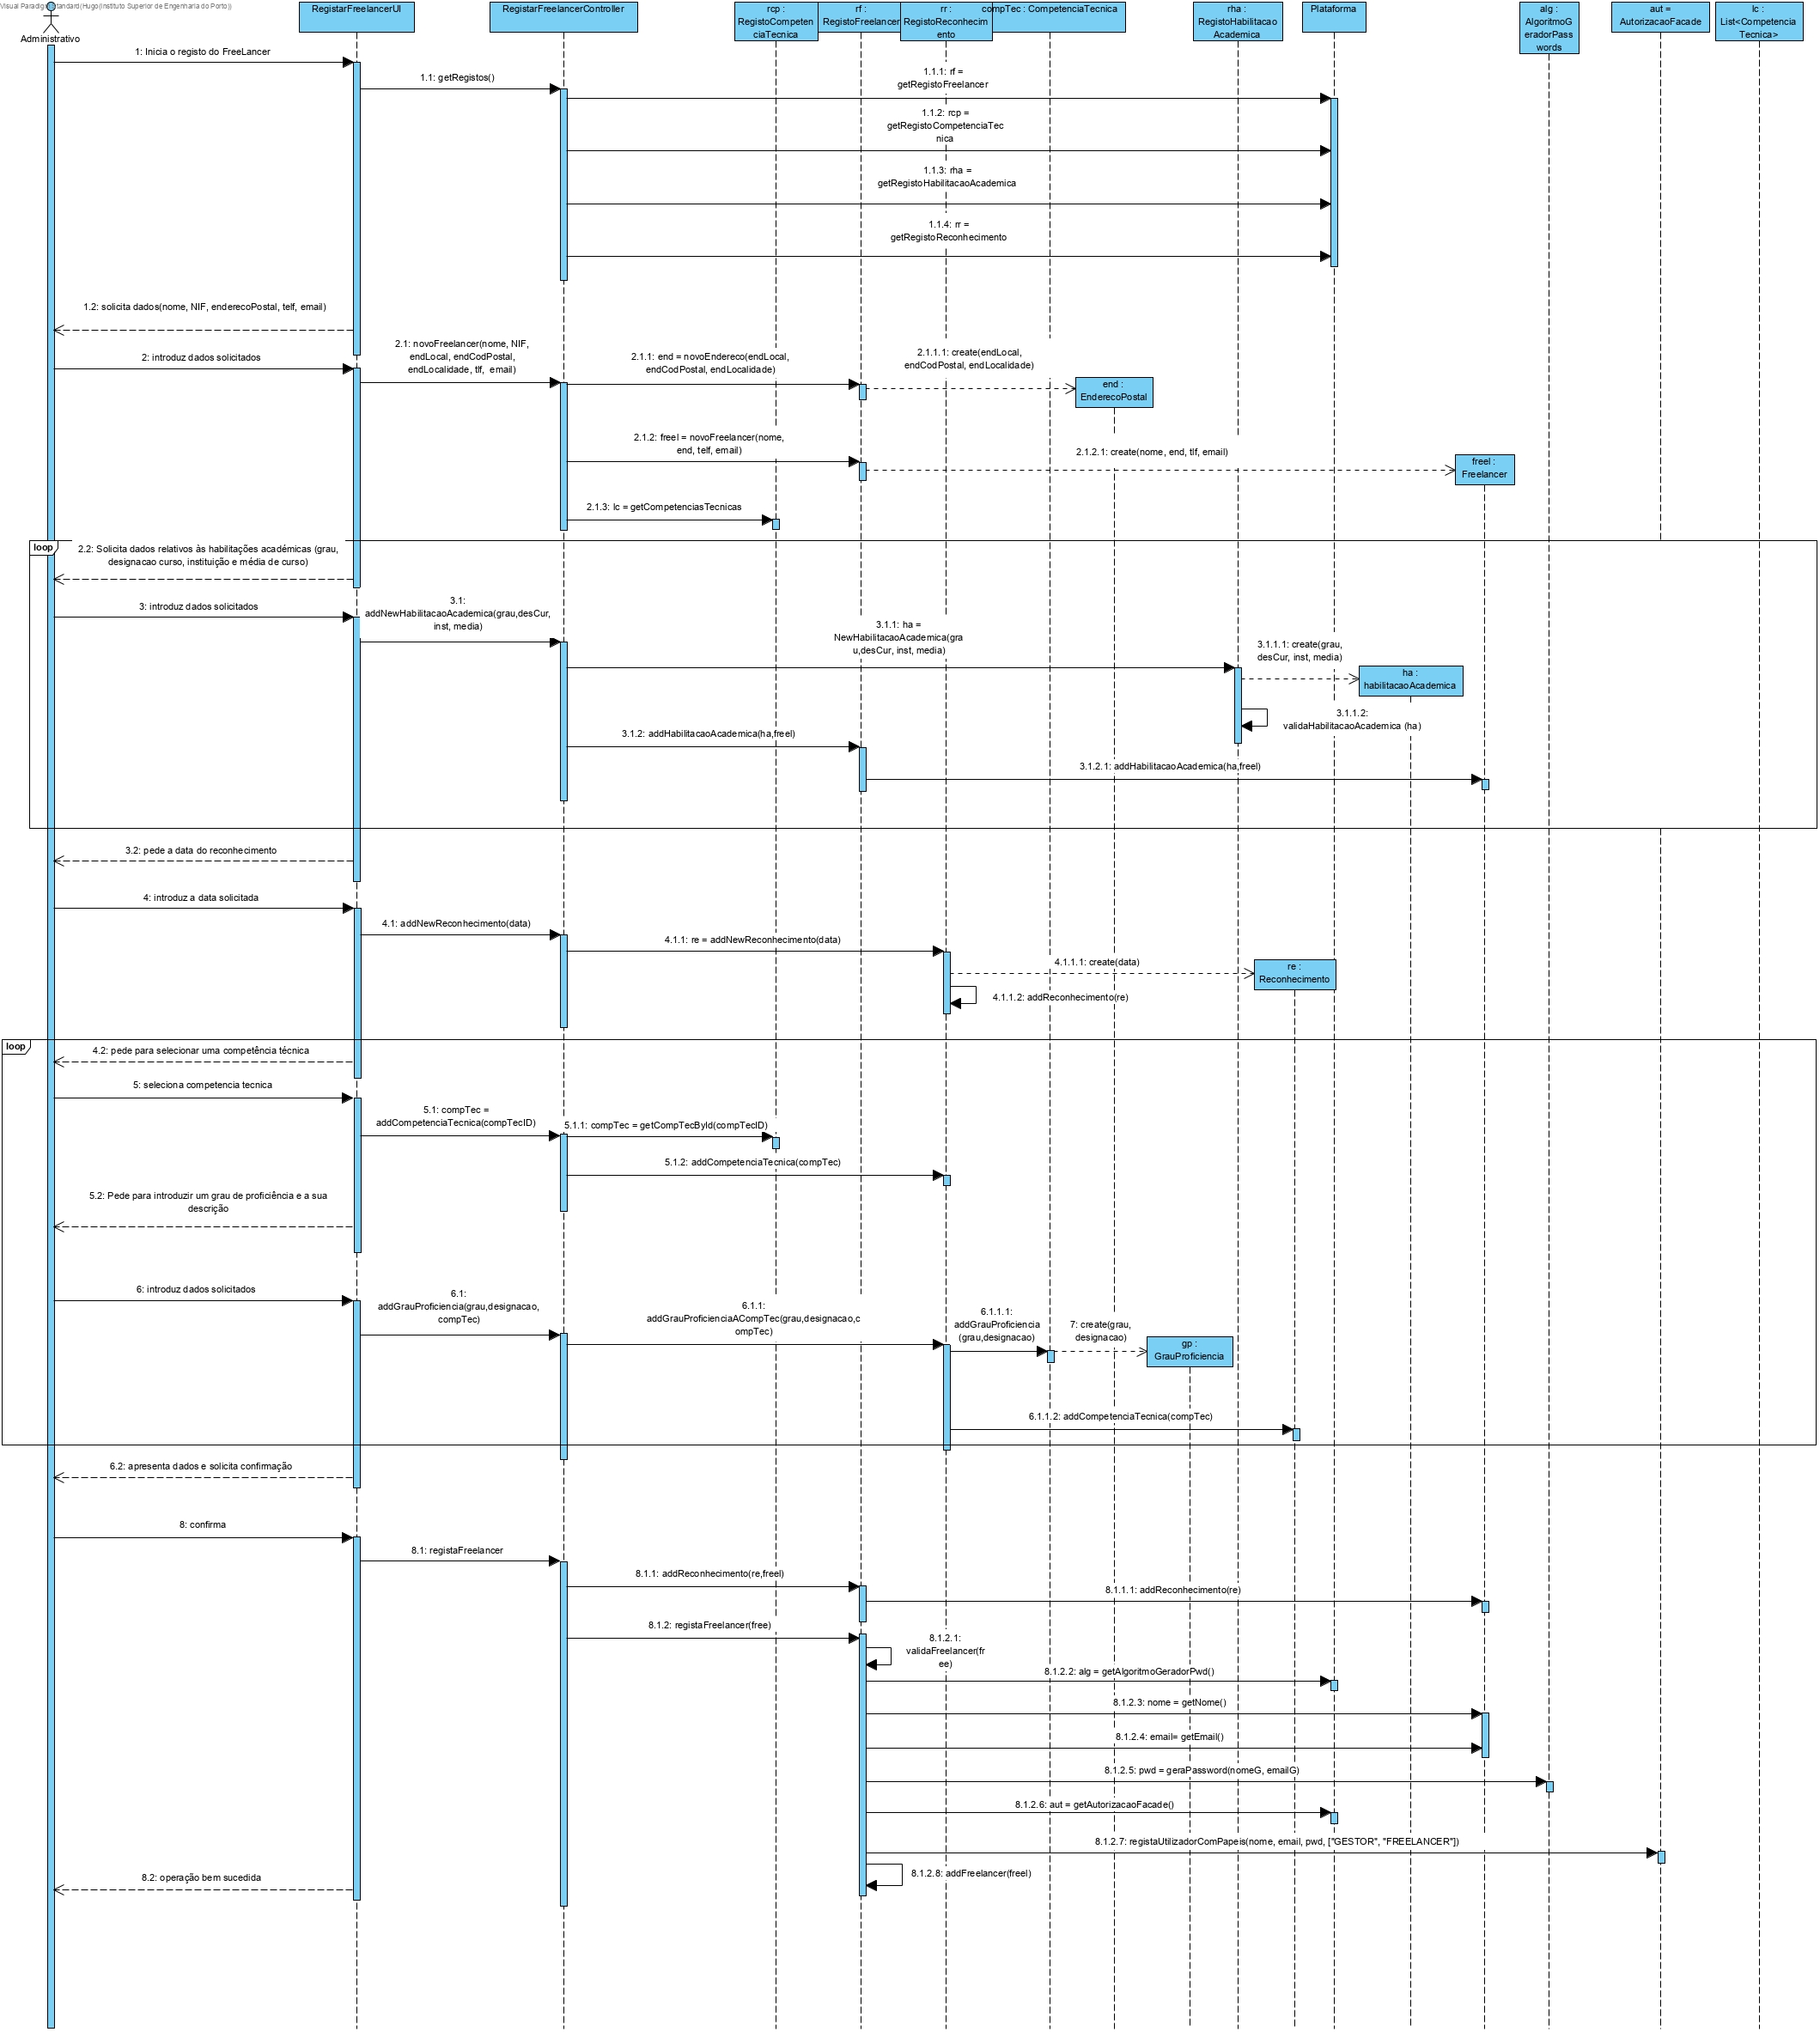 Visual Paradigm Standard(Hugo(Instituto Superior de Engenharia do Porto))
Administrativo
RegistarFreelancerUI
RegistarFreelancerController
rcp :
RegistoCompeten
ciaTecnica
rf :
RegistoFreelancer
rr :
RegistoReconhecim
ento
compTec : CompetenciaTecnica
rha :
RegistoHabilitacao
Academica
Plataforma
alg :
AlgoritmoG
eradorPass
words
aut =
AutorizacaoFacade
lc :
List<Competencia
Tecnica>
1: Inicia o registo do FreeLancer
1.1: getRegistos()
1.1.1: rf =
getRegistoFreelancer
1.1.2: rcp =
getRegistoCompetenciaTec
nica
1.1.3: rha =
getRegistoHabilitacaoAcademica
1.1.4: rr =
getRegistoReconhecimento
1.2: solicita dados(nome, NIF, enderecoPostal, telf, email)
2: introduz dados solicitados
2.1: novoFreelancer(nome, NIF,
endLocal, endCodPostal,
endLocalidade, tlf,  email)
2.1.1: end = novoEndereco(endLocal,
endCodPostal, endLocalidade)
2.1.1.1: create(endLocal,
endCodPostal, endLocalidade)
end :
EnderecoPostal
2.1.2: freel = novoFreelancer(nome,
end, telf, email)
2.1.2.1: create(nome, end, tlf, email)
freel :
Freelancer
2.1.3: lc = getCompetenciasTecnicas
loop
2.2: Solicita dados relativos às habilitações académicas (grau,
designacao curso, instituição e média de curso)
3: introduz dados solicitados
3.1:
addNewHabilitacaoAcademica(grau,desCur,
inst, media)
3.1.1: ha =
NewHabilitacaoAcademica(gra
u,desCur, inst, media)
3.1.1.1: create(grau,
desCur, inst, media)
ha :
habilitacaoAcademica
3.1.1.2:
validaHabilitacaoAcademica (ha)
3.1.2: addHabilitacaoAcademica(ha,freel)
3.1.2.1: addHabilitacaoAcademica(ha,freel)
3.2: pede a data do reconhecimento
4: introduz a data solicitada
4.1: addNewReconhecimento(data)
4.1.1: re = addNewReconhecimento(data)
4.1.1.1: create(data)
re :
Reconhecimento
4.1.1.2: addReconhecimento(re)
loop
4.2: pede para selecionar uma competência técnica
5: seleciona competencia tecnica
5.1: compTec =
addCompetenciaTecnica(compTecID)
5.1.1: compTec = getCompTecById(compTecID)
5.1.2: addCompetenciaTecnica(compTec)
5.2: Pede para introduzir um grau de proficiência e a sua
descrição
6: introduz dados solicitados
6.1:
addGrauProficiencia(grau,designacao,
compTec)
6.1.1:
addGrauProficienciaACompTec(grau,designacao,c
ompTec)
6.1.1.1:
addGrauProficiencia
(grau,designacao)
7: create(grau,
designacao)
gp :
GrauProficiencia
6.1.1.2: addCompetenciaTecnica(compTec)
6.2: apresenta dados e solicita confirmação
8: confirma
8.1: registaFreelancer
8.1.1: addReconhecimento(re,freel)
8.1.1.1: addReconhecimento(re)
8.1.2: registaFreelancer(free)
8.1.2.1:
validaFreelancer(fr
ee)
8.1.2.2: alg = getAlgoritmoGeradorPwd()
8.1.2.3: nome = getNome()
8.1.2.4: email= getEmail()
8.1.2.5: pwd = geraPassword(nomeG, emailG)
8.1.2.6: aut = getAutorizacaoFacade()
8.1.2.7: registaUtilizadorComPapeis(nome, email, pwd, ["GESTOR", "FREELANCER"])
8.1.2.8: addFreelancer(freel)
8.2: operação bem sucedida